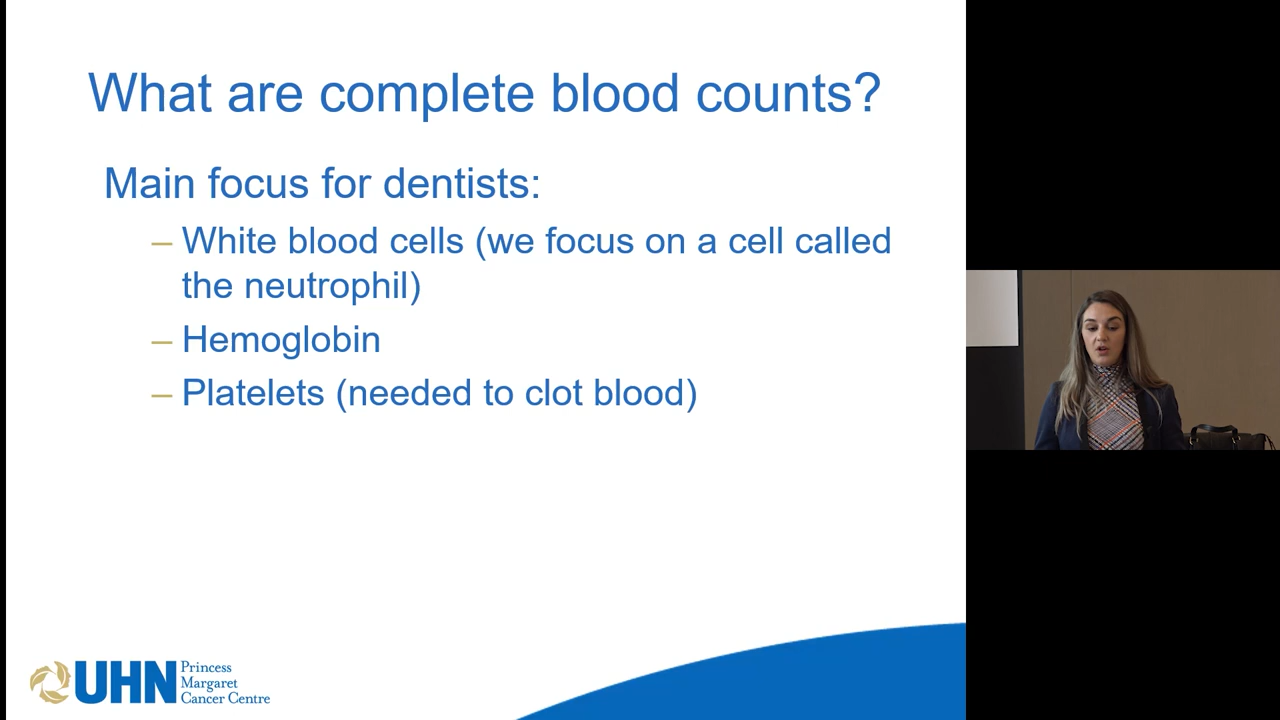 What are complete blood counts?
Main focus for dentists:
– White blood cells (we focus on a cell called
the neutrophil)
– Hemoglobin
– Platelets (needed to clot blood)
UHN
Princess
Margaret
Cancer Centre